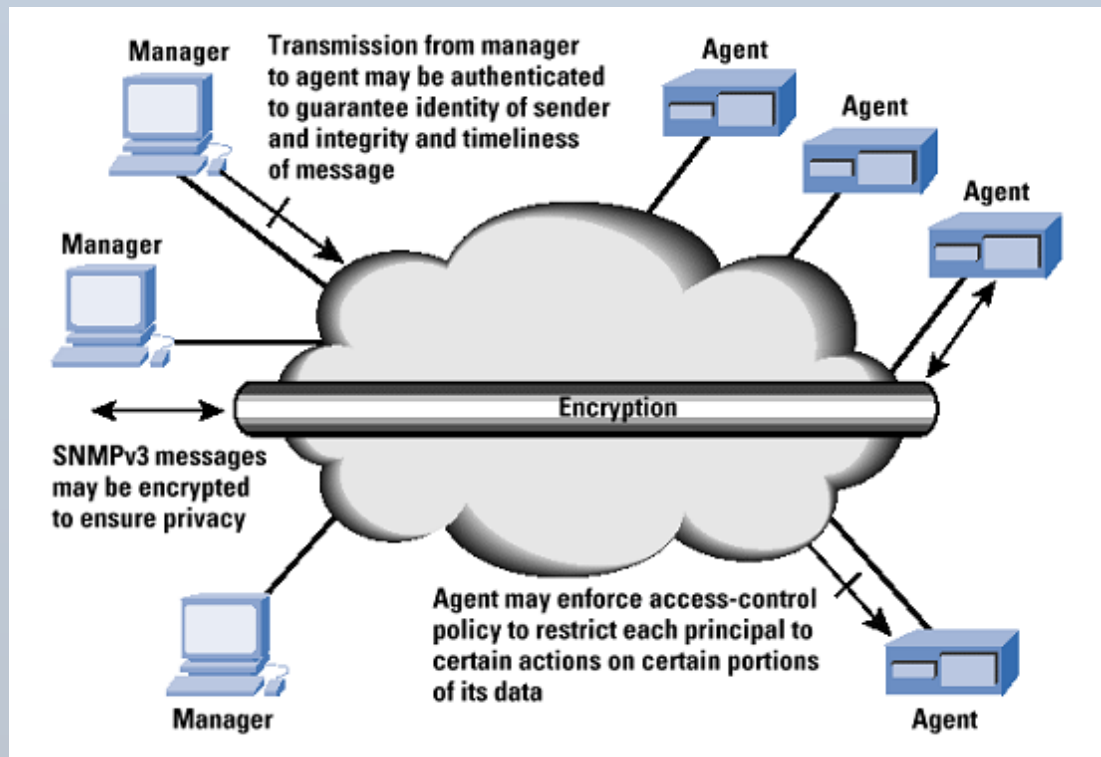 Manager
Transmission from manager
to agent may be authenticated
to guarantee identity of sender
and integrity and timeliness
of message
Agent
Agent
Agent
Manager
Encryption
SNMPv3 messages
may be encrypted
to ensure privacy
Agent may enforce access-control
policy to restrict each principal to
certain actions on certain portions
of its data
Manager
Agent